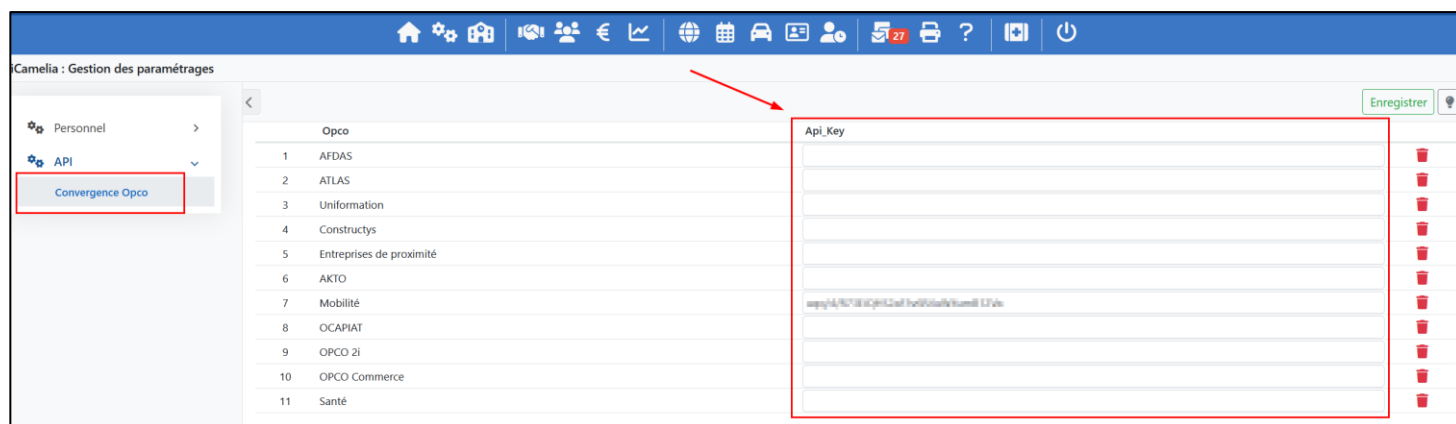 27
iCamelia : Gestion des paramétrages
Enregistrer
Personnel
API
Convergence Opco
Opco Api_Key
1 AFDAS
2 ATLAS
3 Uniformation
4 Constructys
5 Entreprises de proximité
6 AKTO
7 Mobilité
8 OCAPIAT
9 OPCO 2i
10 OPCO Commerce
11 Santé